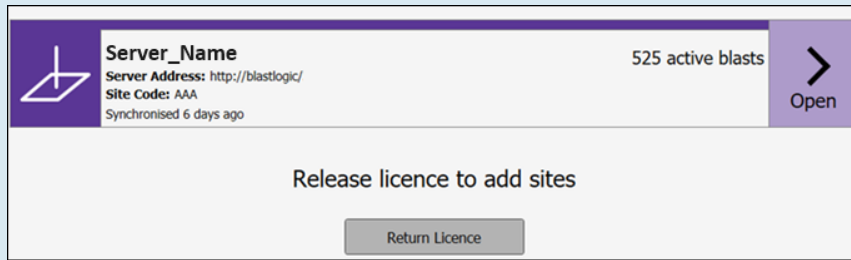 Server_Name
525 active blasts
Server Address: http://blastlogic/
Site Code: AAA
Synchronised 6 days ago
Open
Release licence to add sites
Return Licence